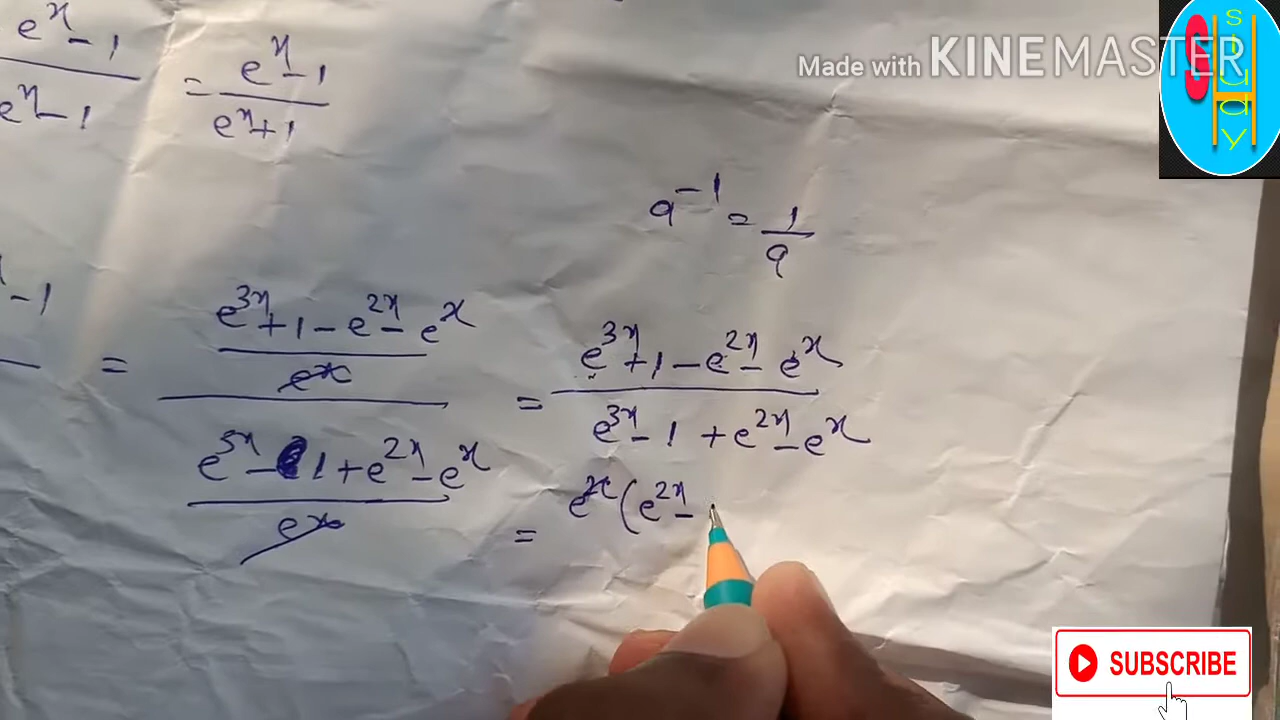 Made with KINEMASTER
G
STUDY
e^x - 1
e^x - 1
= e^x - 1
e^x + 1
a^-1 = 1
a
- 1
= e^3x + 1 - e^2x - e^x
e^x
e^3x - 1 + e^2x - e^x
e^x
= e^3x + 1 - e^2x - e^x
e^3x - 1 + e^2x - e^x
= e^x (e^2x -
SUBSCRIBE